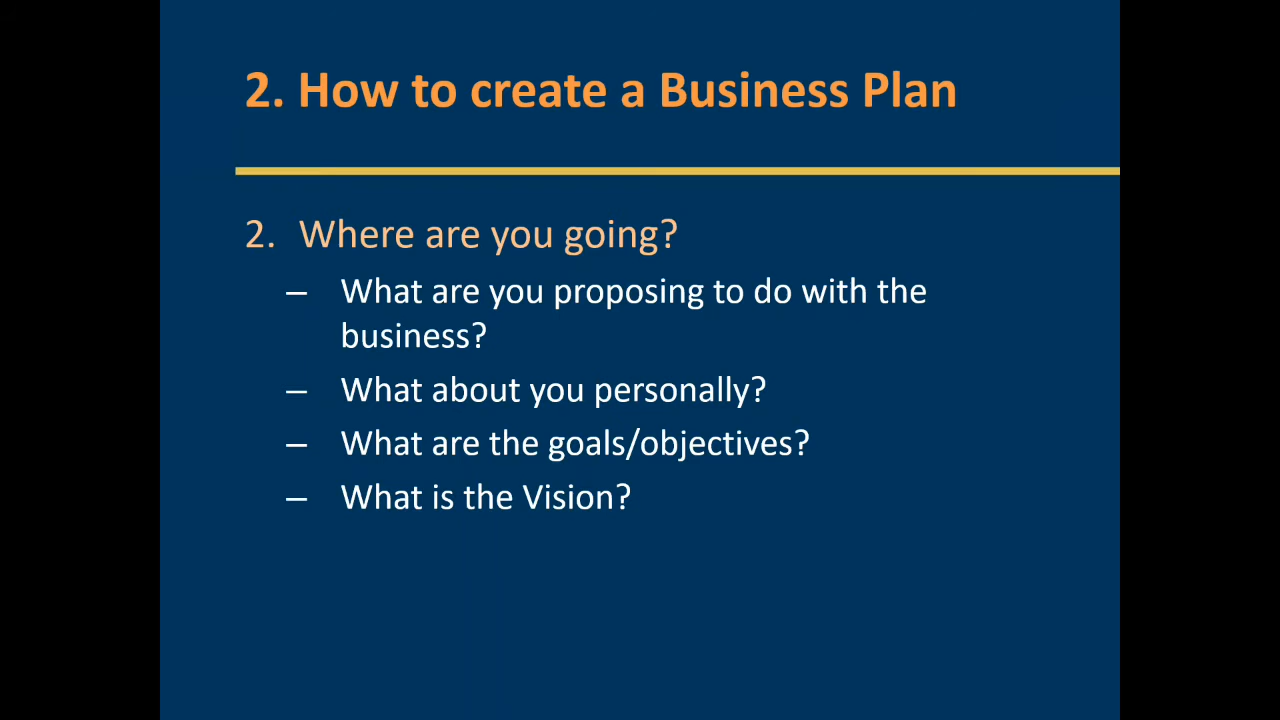 2. How to create a Business Plan
2. Where are you going?
– What are you proposing to do with the
business?
– What about you personally?
– What are the goals/objectives?
– What is the Vision?